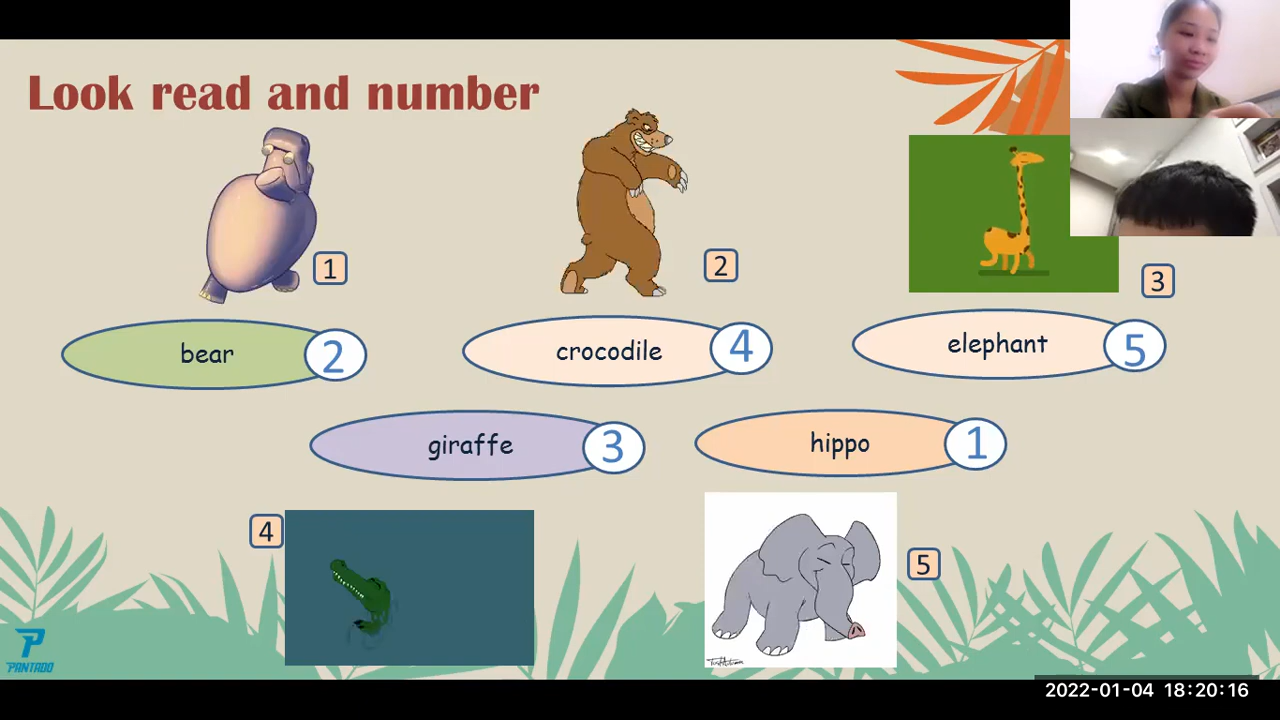 Look read and number
1
2
3
bear 2
crocodile 4
elephant 5
giraffe 3
hippo 1
4
5
PANTADO
2022-01-04 18:20:16